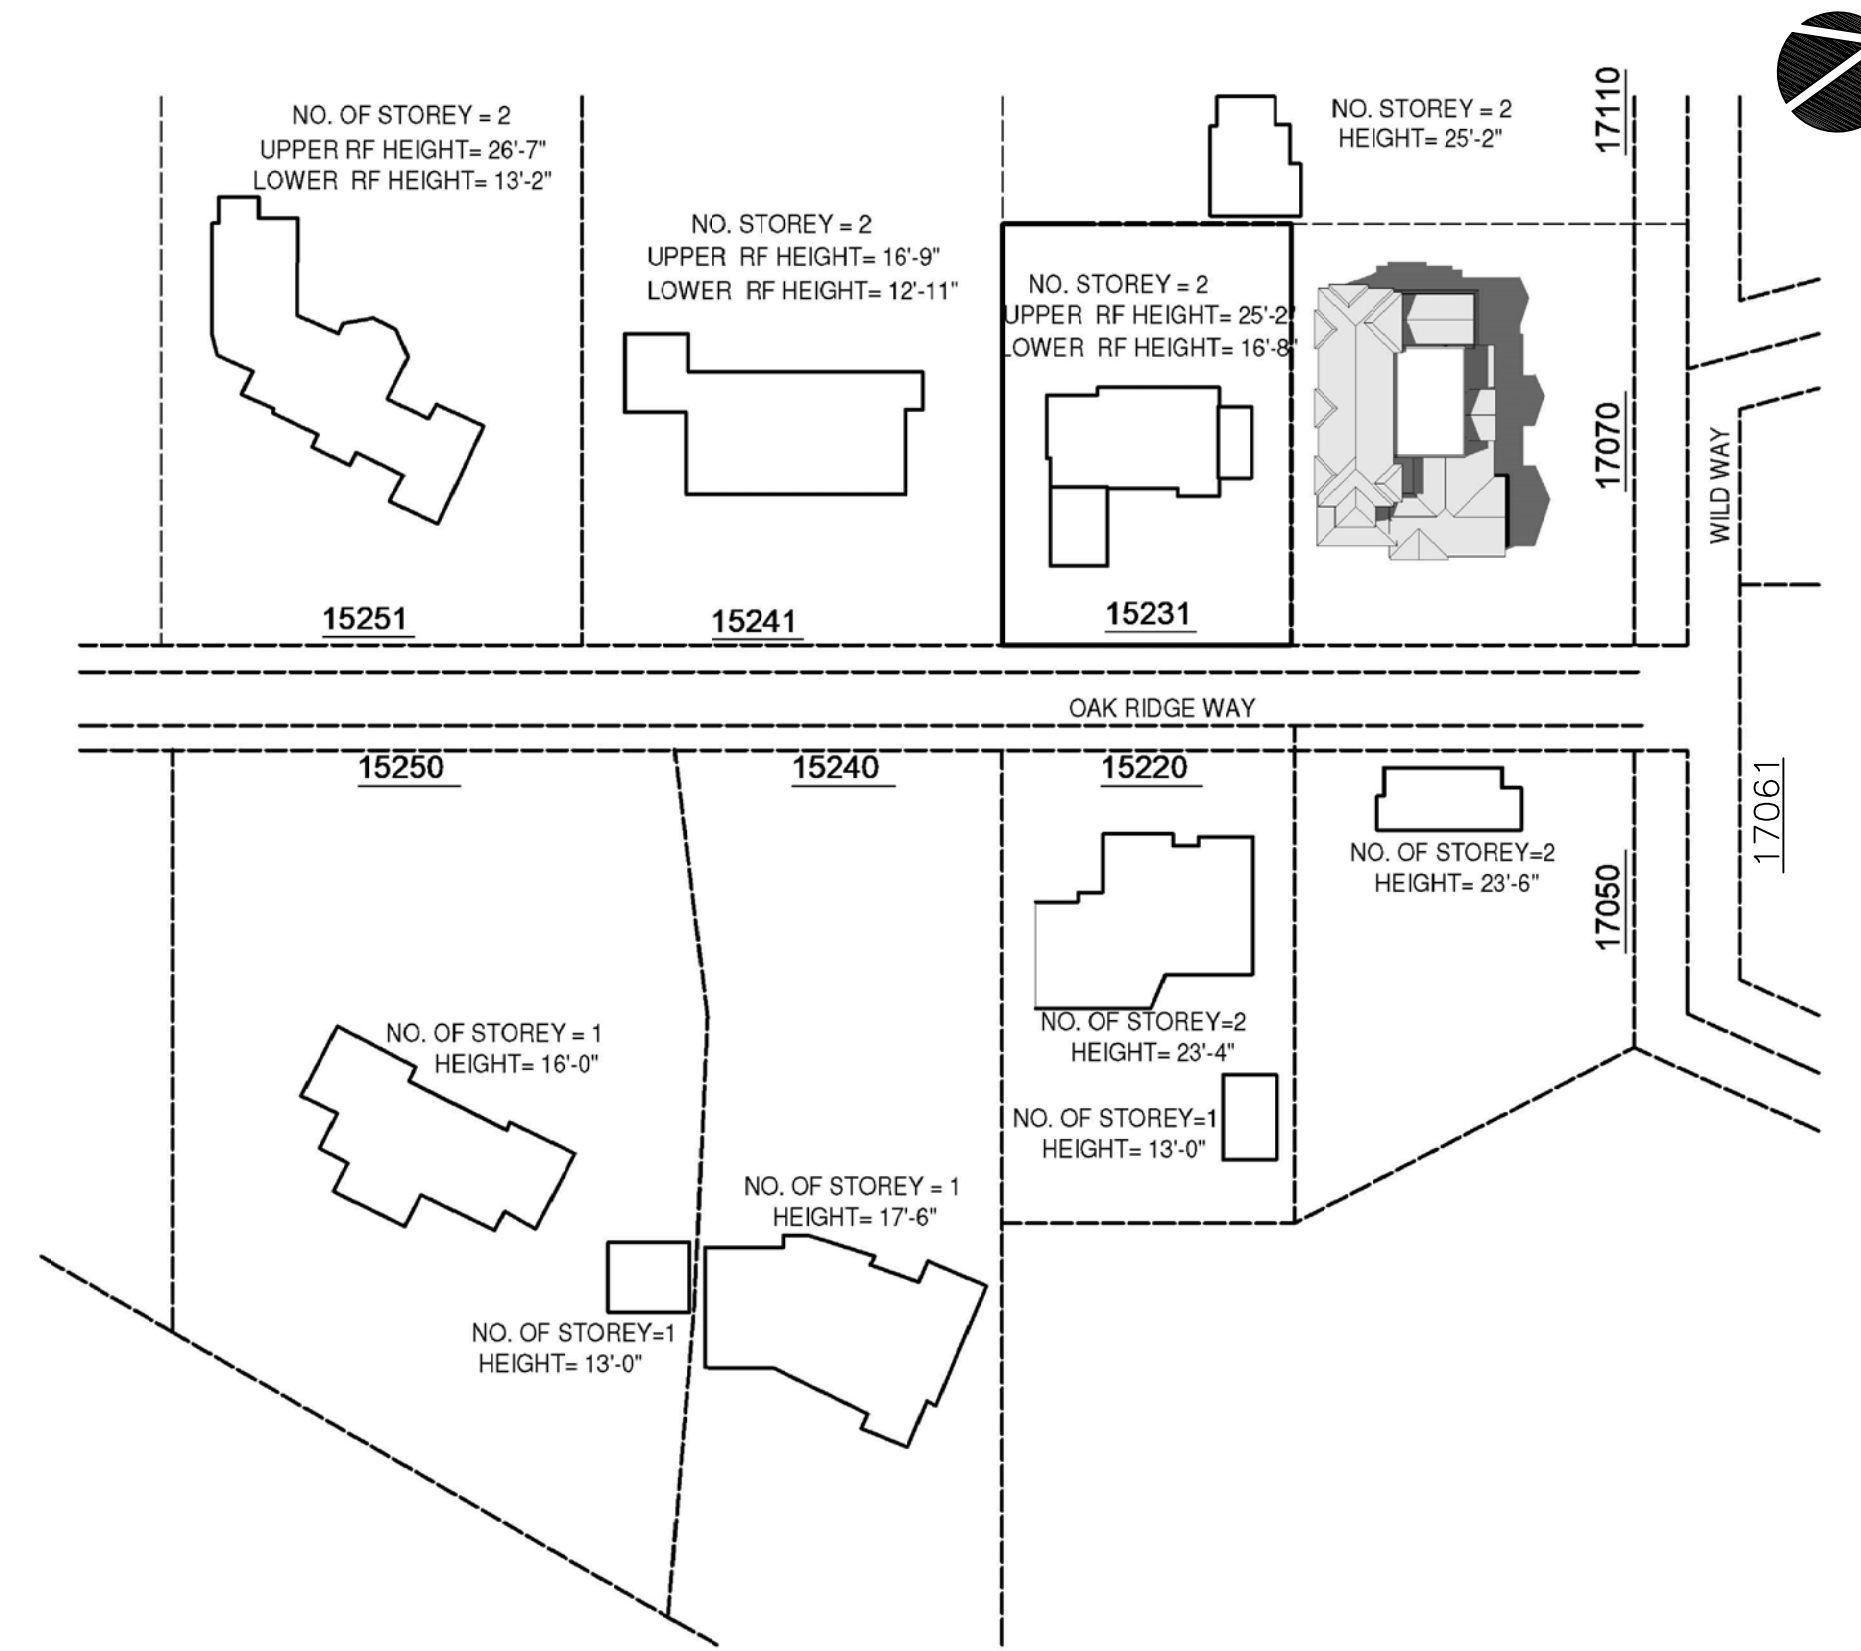 NO. OF STOREY = 2
UPPER RF HEIGHT= 26'-7"
LOWER RF HEIGHT= 13'-2"
NO. STOREY = 2
UPPER RF HEIGHT= 16'-9"
LOWER RF HEIGHT= 12'-11"
NO. STOREY = 2
UPPER RF HEIGHT= 25'-2"
LOWER RF HEIGHT= 16'-8"
NO. STOREY = 2
HEIGHT= 25'-2"
17110
17070
WILD WAY
15251
15241
15231
OAK RIDGE WAY
15250
15240
15220
17061
NO. OF STOREY=2
HEIGHT= 23'-6"
17050
NO. OF STOREY = 1
HEIGHT= 16'-0"
NO. OF STOREY=2
HEIGHT= 23'-4"
NO. OF STOREY=1
HEIGHT= 13'-0"
NO. OF STOREY = 1
HEIGHT= 17'-6"
NO. OF STOREY=1
HEIGHT= 13'-0"